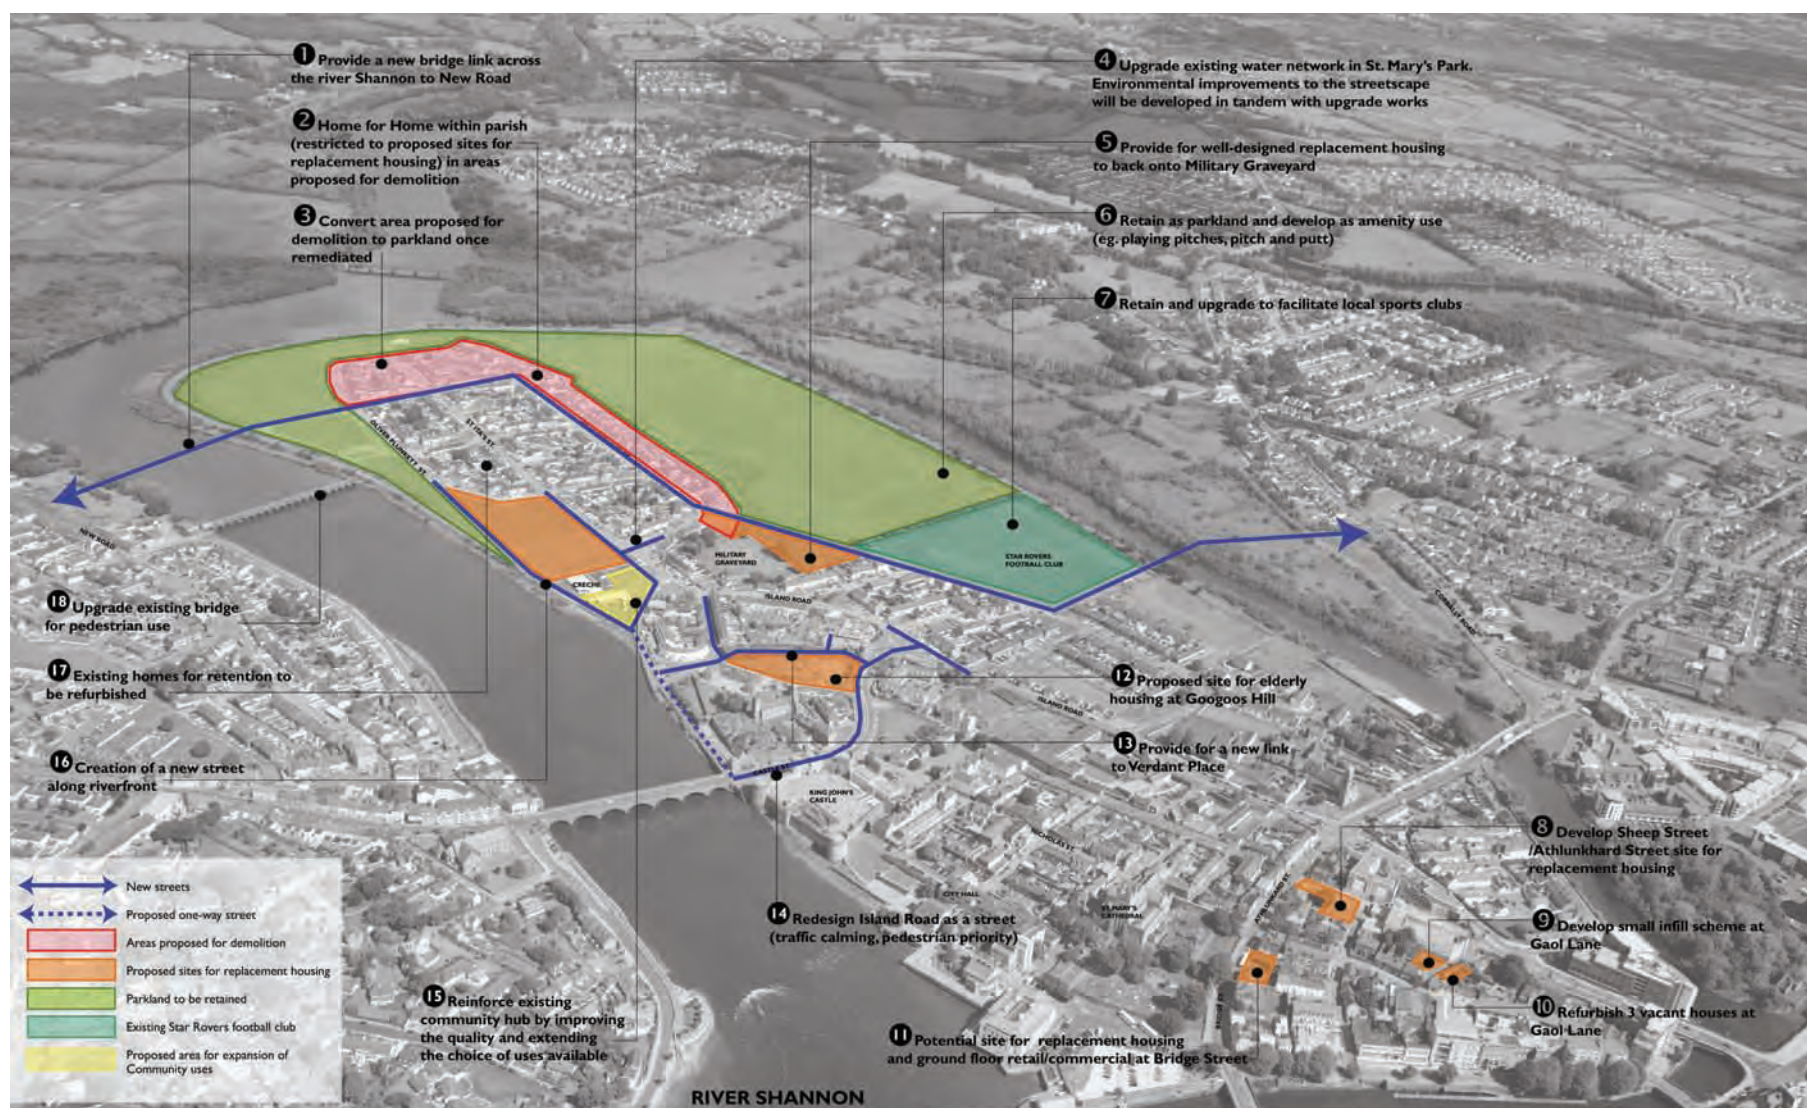 1 Provide a new bridge link across
the river Shannon to New Road
2 Home for Home within parish
(restricted to proposed sites for
replacement housing) in areas
proposed for demolition
3 Convert area proposed for
demolition to parkland once
remediated
4 Upgrade existing water network in St. Mary's Park.
Environmental improvements to the streetscape
will be developed in tandem with upgrade works
5 Provide for well-designed replacement housing
to back onto Military Graveyard
6 Retain as parkland and develop as amenity use
(eg. playing pitches, pitch and putt)
7 Retain and upgrade to facilitate local sports clubs
OLIVER PLUNKETT ST.
ST ITA'S ST.
NEW ROAD
MILITARY
GRAVEYARD
STAR ROVERS
FOOTBALL CLUB
CRECHE
ISLAND ROAD
CORBALLY ROAD
18 Upgrade existing bridge
for pedestrian use
17 Existing homes for retention to
be refurbished
16 Creation of a new street
along riverfront
12 Proposed site for elderly
housing at Googoos Hill
ISLAND ROAD
13 Provide for a new link
to Verdant Place
CASTLE ST.
KING JOHN'S
CASTLE
NICHOLAS ST.
CITY HALL
ST MARY'S
CATHEDRAL
ATHLUNKARD ST.
BRIDGE ST
8 Develop Sheep Street
/Athlunkhard Street site for
replacement housing
9 Develop small infill scheme at
Gaol Lane
10 Refurbish 3 vacant houses at
Gaol Lane
14 Redesign Island Road as a street
(traffic calming, pedestrian priority)
15 Reinforce existing
community hub by improving
the quality and extending
the choice of uses available
11 Potential site for replacement housing
and ground floor retail/commercial at Bridge Street
New streets
Proposed one-way street
Areas proposed for demolition
Proposed sites for replacement housing
Parkland to be retained
Existing Star Rovers football club
Proposed area for expansion of
Community uses
RIVER SHANNON